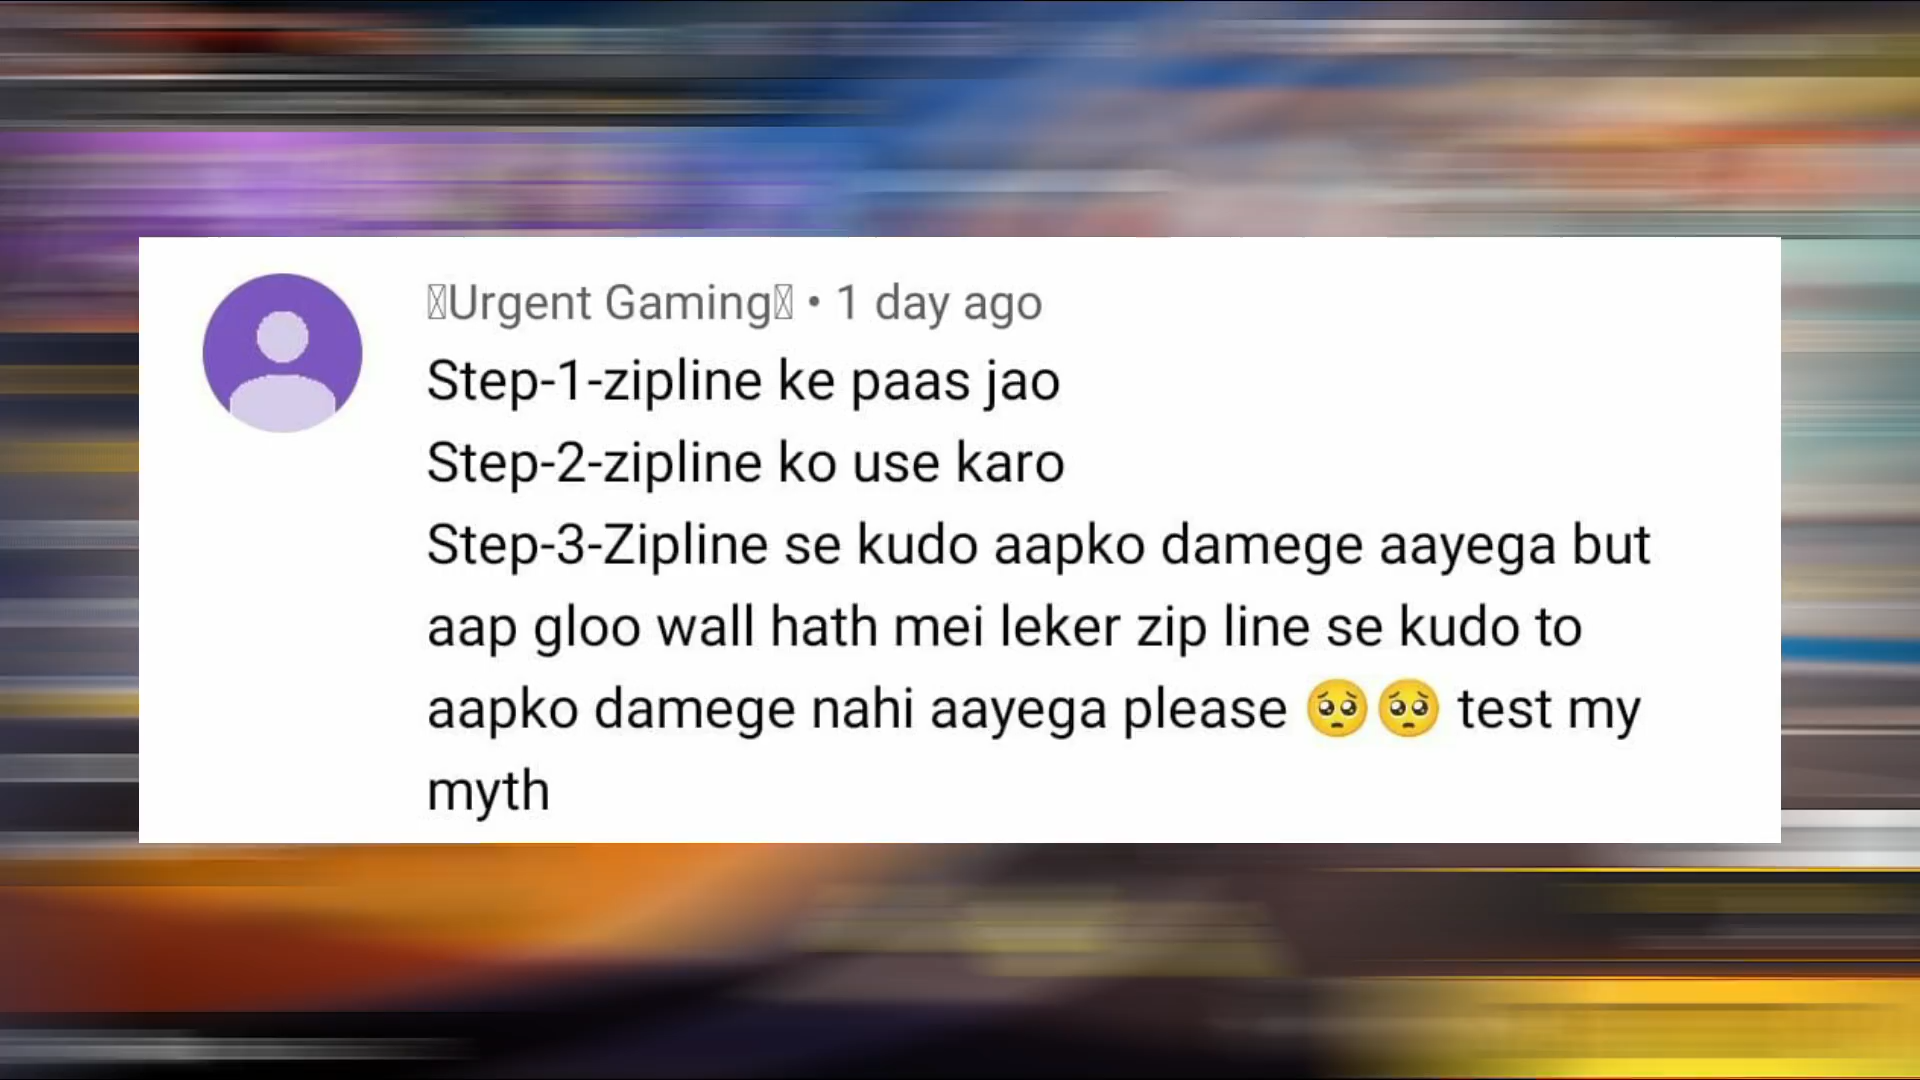 Urgent Gaming • 1 day ago
Step-1-zipline ke paas jao
Step-2-zipline ko use karo
Step-3-Zipline se kudo aapko damege aayega but
aap gloo wall hath mei leker zip line se kudo to
aapko damege nahi aayega please 🥺🥺 test my
myth